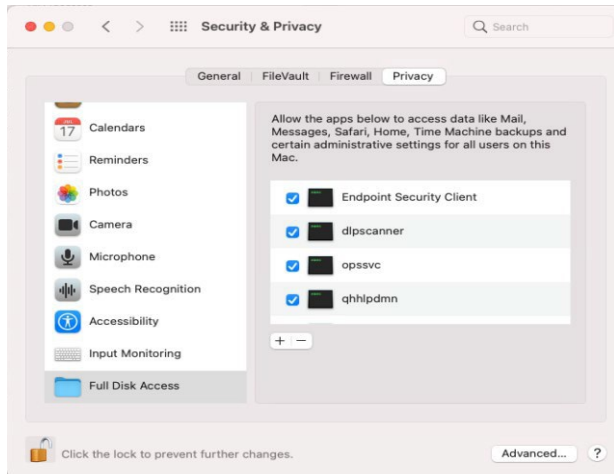 Security & Privacy
Search
General FileVault Firewall Privacy
JUL
17
Calendars
Reminders
Photos
Camera
Microphone
Speech Recognition
Accessibility
Input Monitoring
Full Disk Access
Allow the apps below to access data like Mail,
Messages, Safari, Home, Time Machine backups and
certain administrative settings for all users on this
Mac.
Endpoint Security Client
dlpscanner
opssvc
qhhlpdmn
+ −
Click the lock to prevent further changes.
Advanced... ?